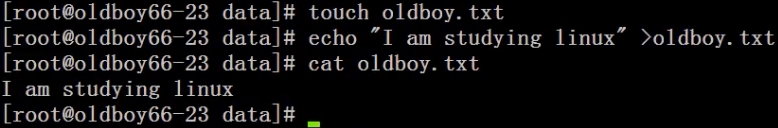 [root@oldboy66-23 data]# touch oldboy.txt
[root@oldboy66-23 data]# echo "I am studying linux" >oldboy.txt
[root@oldboy66-23 data]# cat oldboy.txt
I am studying linux
[root@oldboy66-23 data]#